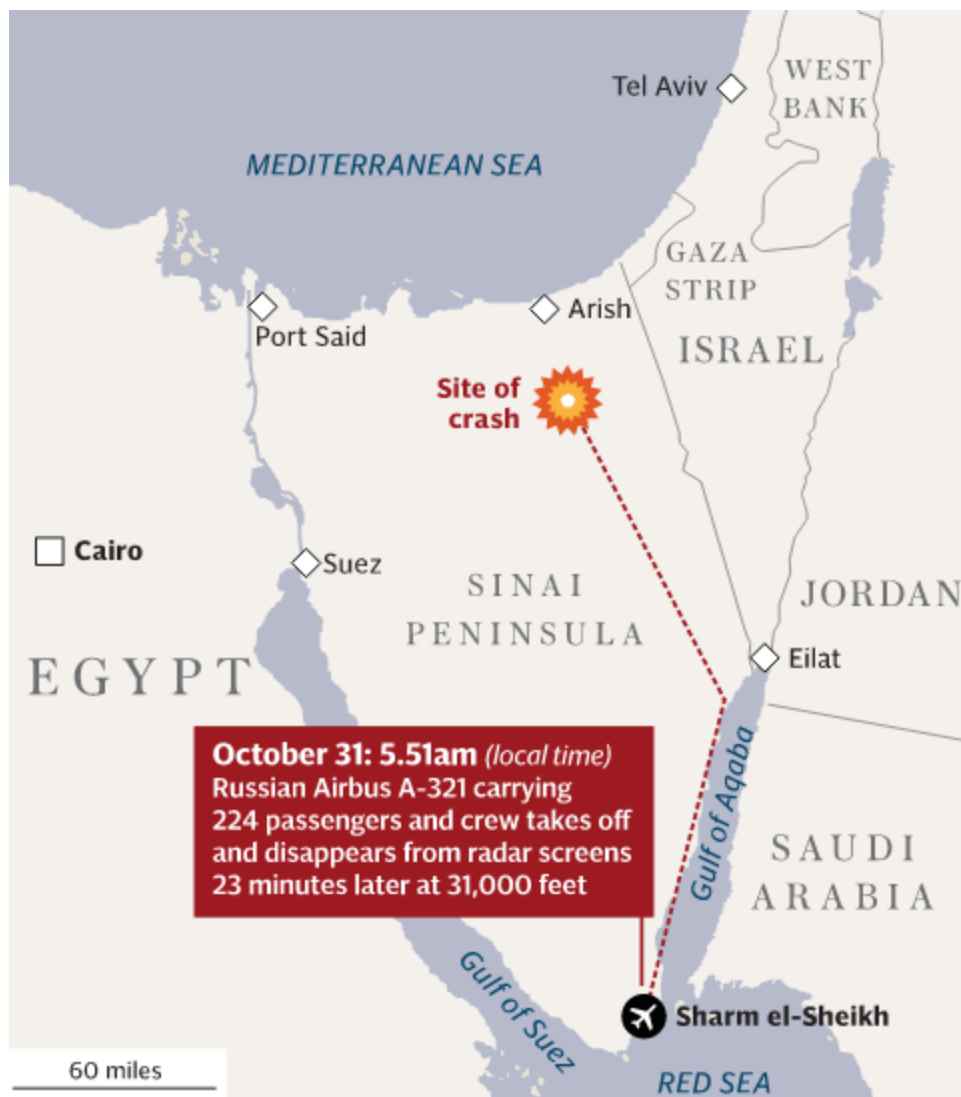 Tel Aviv
WEST
BANK
MEDITERRANEAN SEA
GAZA
STRIP
Port Said
Arish
ISRAEL
Site of
crash
Cairo
Suez
SINAI
PENINSULA
JORDAN
EGYPT
Eilat
October 31: 5.51am (local time)
Russian Airbus A-321 carrying
224 passengers and crew takes off
and disappears from radar screens
23 minutes later at 31,000 feet
Gulf of Aqaba
SAUDI
ARABIA
Gulf of Suez
Sharm el-Sheikh
60 miles
RED SEA